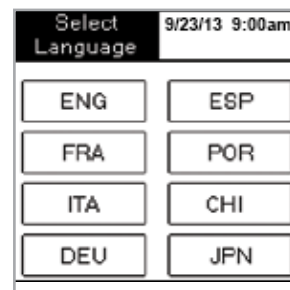 Select
Language
9/23/13 9:00am
ENG
ESP
FRA
POR
ITA
CHI
DEU
JPN